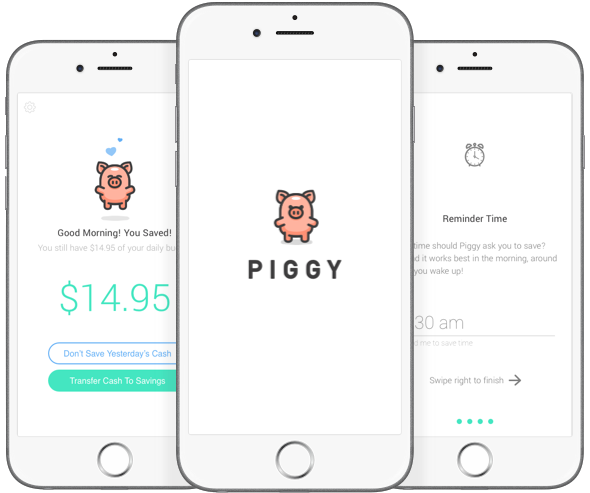 Good Morning! You Saved!
You still have $14.95 of your daily
$14.95
Don't Save Yesterday's Cash
Transfer Cash To Savings
PIGGY
Reminder Time
time should Piggy ask you to save?
it works best in the morning, around
you wake up!
30 am
me to save time
Swipe right to finish